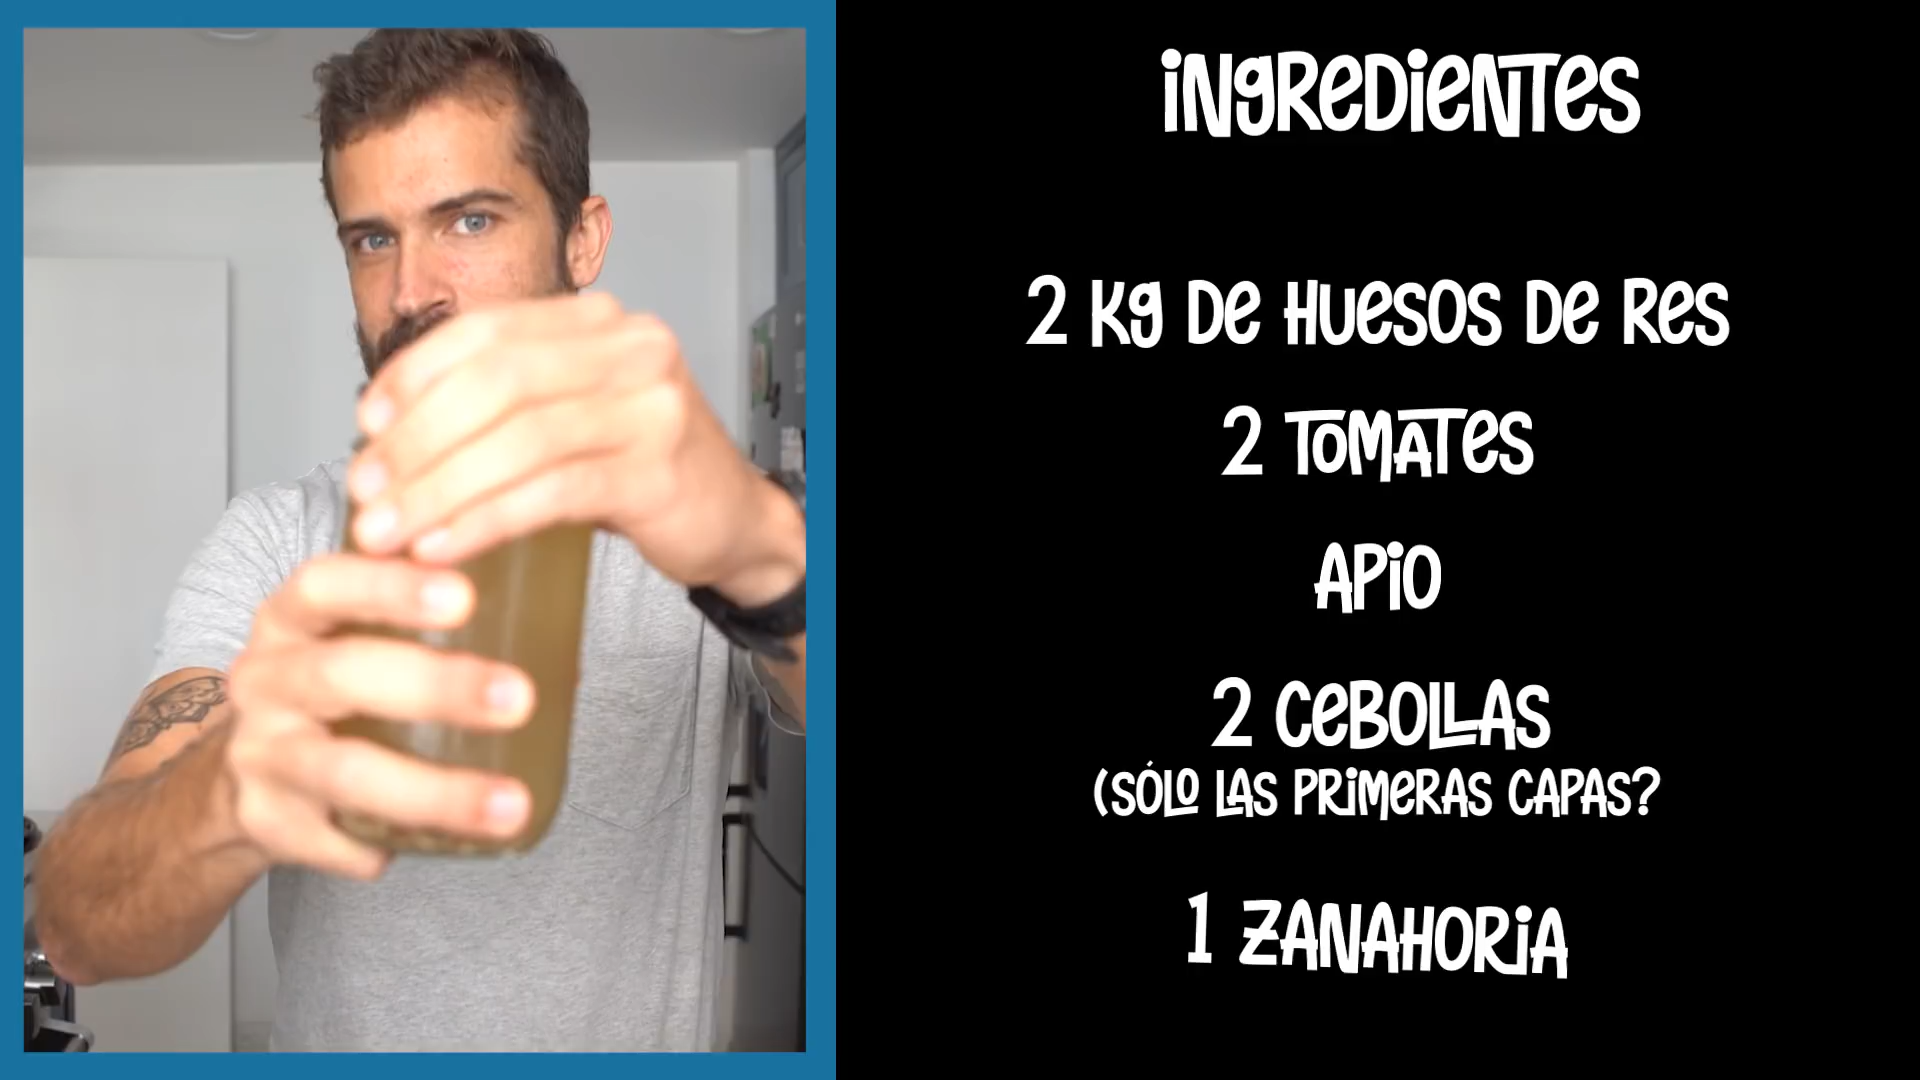 INGREDIENTES
2 Kg DE HUESOS DE RES
2 TOMATES
APIO
2 CEBOLLAS
(SÓLO LAS PRIMERAS CAPAS?
1 ZANAHORIA